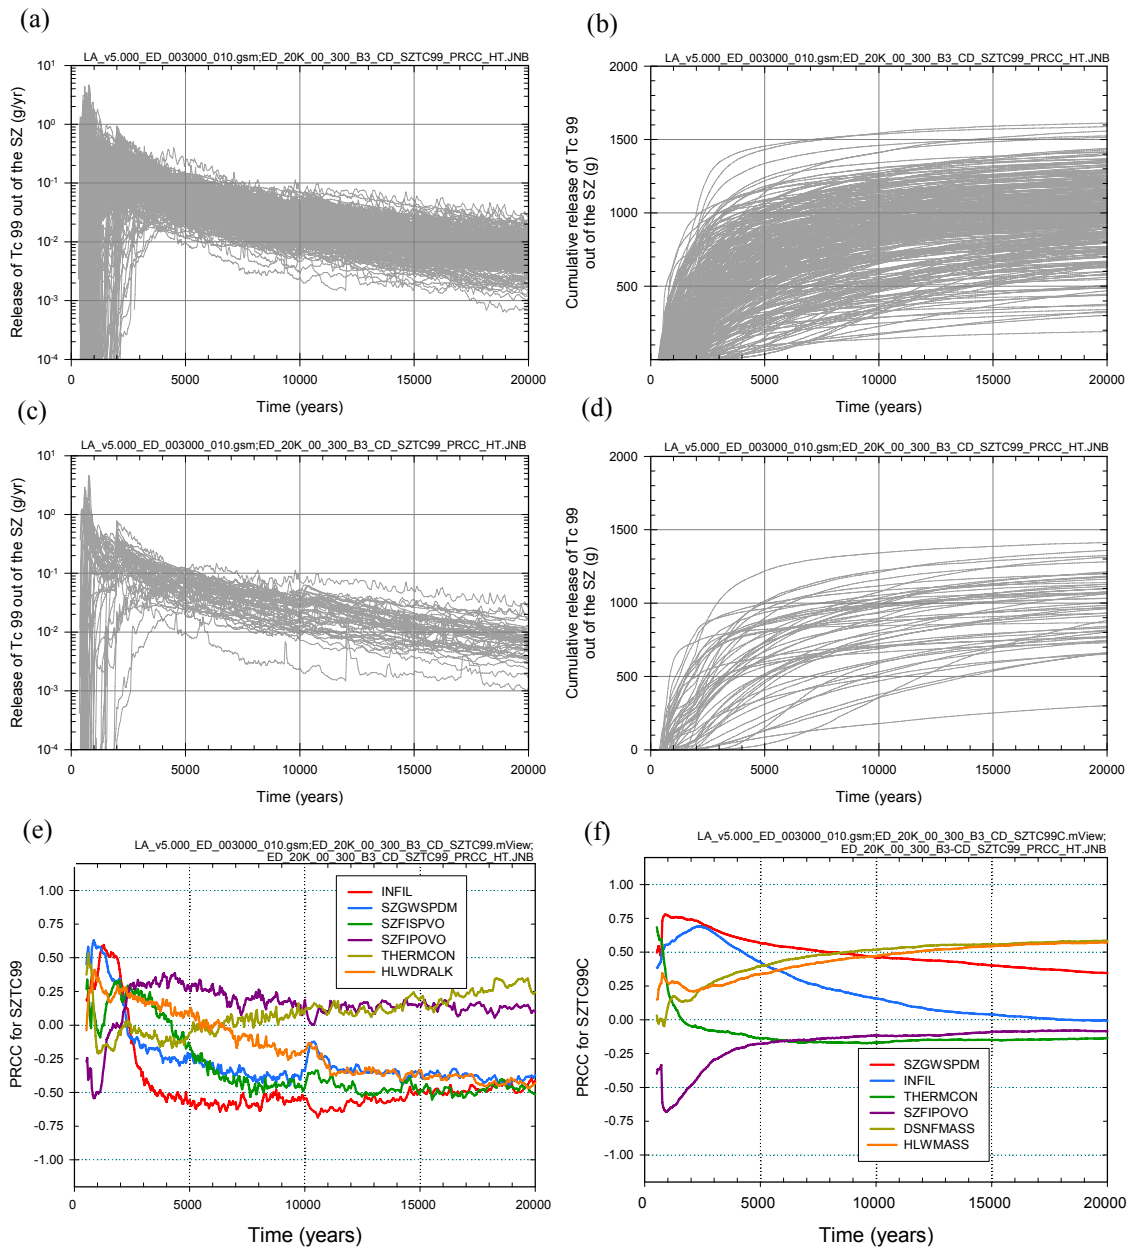 (a)
LA_v5.000_ED_003000_010.gsm;ED_20K_00_300_B3_CD_SZTC99_PRCC_HT.JNB
Release of Tc 99 out of the SZ (g/yr)
10¹
10⁰
10⁻¹
10⁻²
10⁻³
10⁻⁴
0 5000 10000 15000 20000
Time (years)
(b)
LA_v5.000_ED_003000_010.gsm;ED_20K_00_300_B3_CD_SZTC99_PRCC_HT.JNB
Cumulative release of Tc 99
out of the SZ (g)
2000
1500
1000
500
0
0 5000 10000 15000 20000
Time (years)
(c)
LA_v5.000_ED_003000_010.gsm;ED_20K_00_300_B3_CD_SZTC99_PRCC_HT.JNB
Release of Tc 99 out of the SZ (g/yr)
10¹
10⁰
10⁻¹
10⁻²
10⁻³
10⁻⁴
0 5000 10000 15000 20000
Time (years)
(d)
LA_v5.000_ED_003000_010.gsm;ED_20K_00_300_B3_CD_SZTC99_PRCC_HT.JNB
Cumulative release of Tc 99
out of the SZ (g)
2000
1500
1000
500
0
0 5000 10000 15000 20000
Time (years)
(e)
LA_v5.000_ED_003000_010.gsm;ED_20K_00_300_B3_CD_SZTC99.mView;
ED_20K_00_300_B3_CD_SZTC99_PRCC_HT.JNB
PRCC for SZTC99
1.00
0.75
0.50
0.25
0.00
-0.25
-0.50
-0.75
-1.00
INFIL
SZGWSPDM
SZFISPVO
SZFIPOVO
THERMCON
HLWDRALK
0 5000 10000 15000 20000
Time (years)
(f)
LA_v5.000_ED_003000_010.gsm;ED_20K_00_300_B3_CD_SZTC99C.mView;
ED_20K_00_300_B3-CD_SZTC99_PRCC_HT.JNB
PRCC for SZTC99C
1.00
0.75
0.50
0.25
0.00
-0.25
-0.50
-0.75
-1.00
SZGWSPDM
INFIL
THERMCON
SZFIPOVO
DSNFMASS
HLWMASS
0 5000 10000 15000 20000
Time (years)